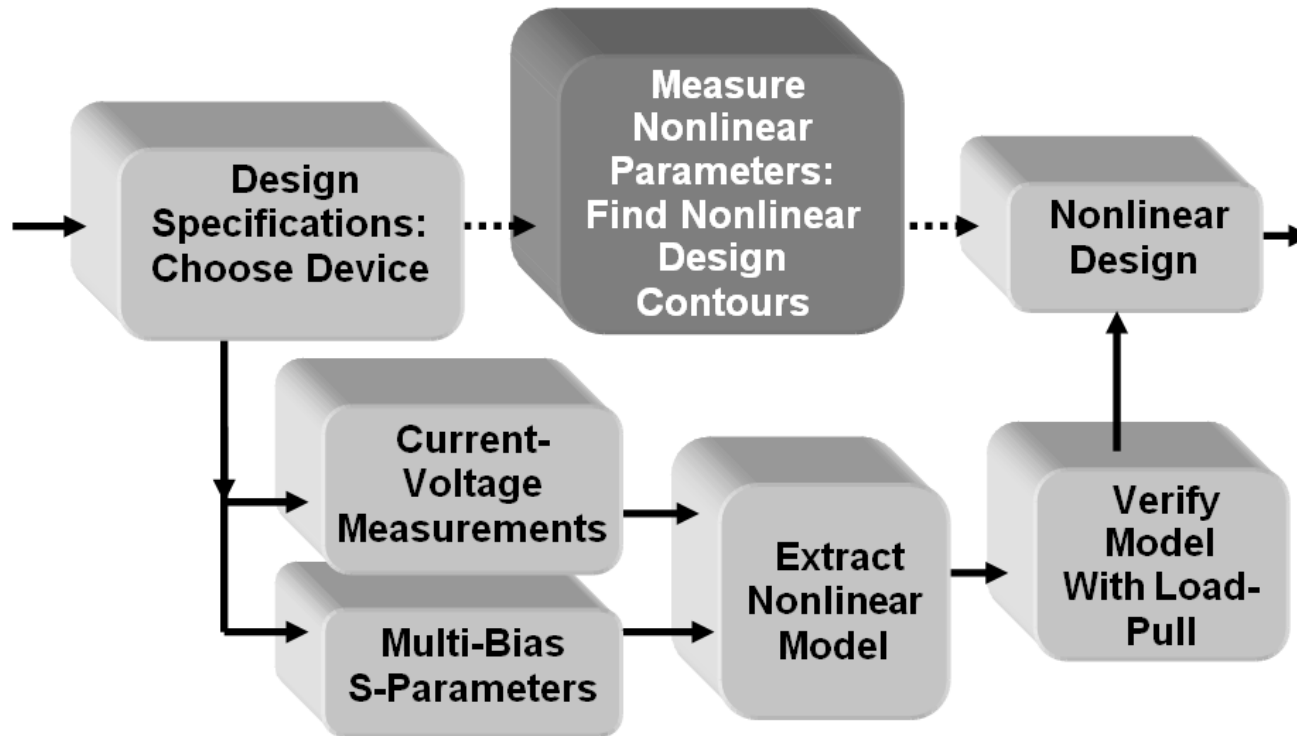 Design
Specifications:
Choose Device
Measure
Nonlinear
Parameters:
Find Nonlinear
Design
Contours
Nonlinear
Design
Current-
Voltage
Measurements
Multi-Bias
S-Parameters
Extract
Nonlinear
Model
Verify
Model
With Load-
Pull